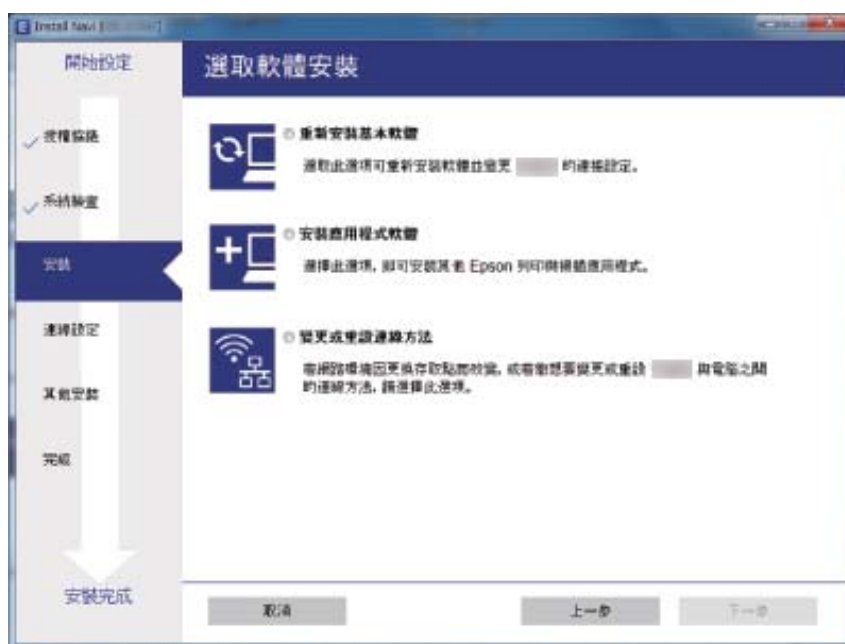 Install Navi [
開始設定
選取軟體安裝
授權協議
系統檢查
安裝
連線設定
其他安裝
完成
安裝完成
重新安裝基本軟體
選取此選項可重新安裝軟體並變更 的連接設定。
安裝應用程式軟體
選擇此選項，即可安裝其他 Epson 列印與掃描應用程式。
變更或重設連線方法
若網路環境因更換存取點而改變，或者您想要變更或重設 與電腦之間
的連線方法，請選擇此選項。
取消
上一步
下一步